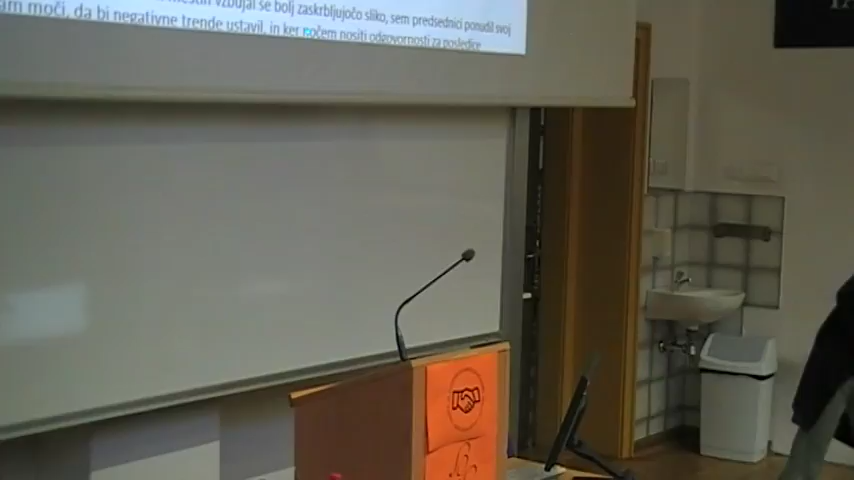 vzbujal še bolj zaskrbljujočo sliko, sem predsednici ponudil svoj
am moči, da bi negativne trende ustavil, in ker nočem nositi odgovornosti za posledice